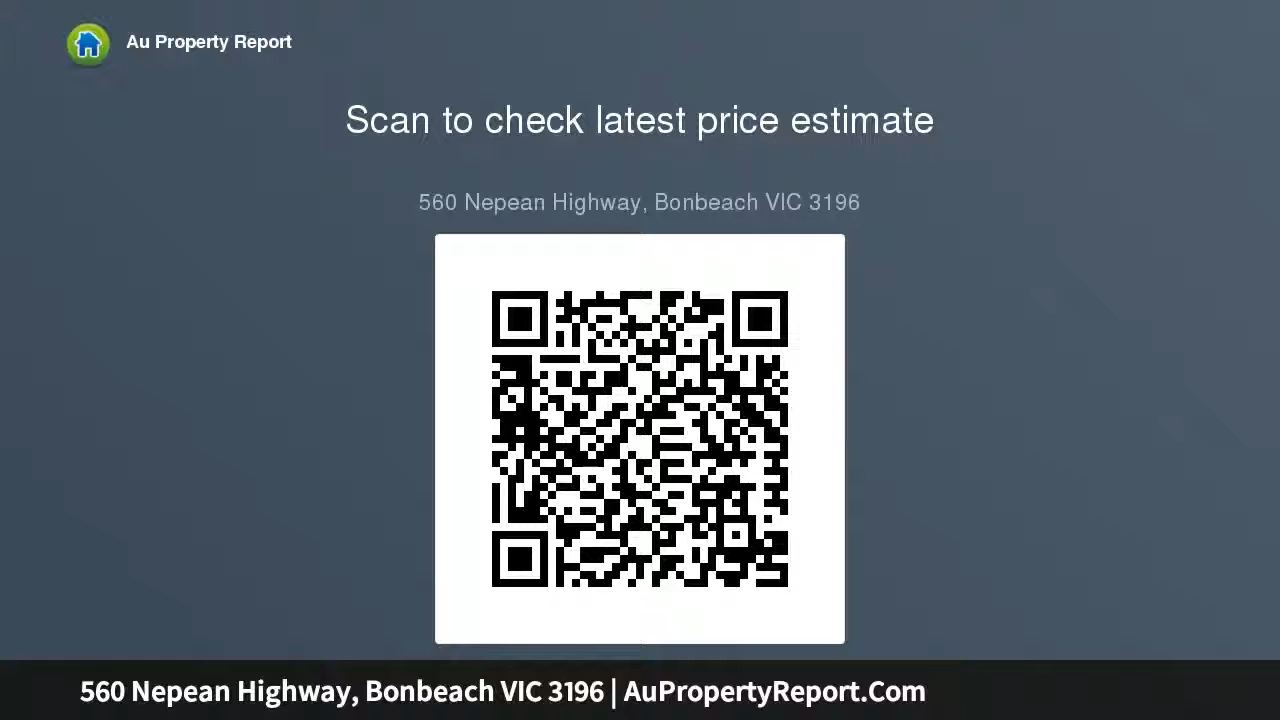 Au Property Report
Scan to check latest price estimate
560 Nepean Highway, Bonbeach VIC 3196
560 Nepean Highway, Bonbeach VIC 3196 | AuPropertyReport.Com